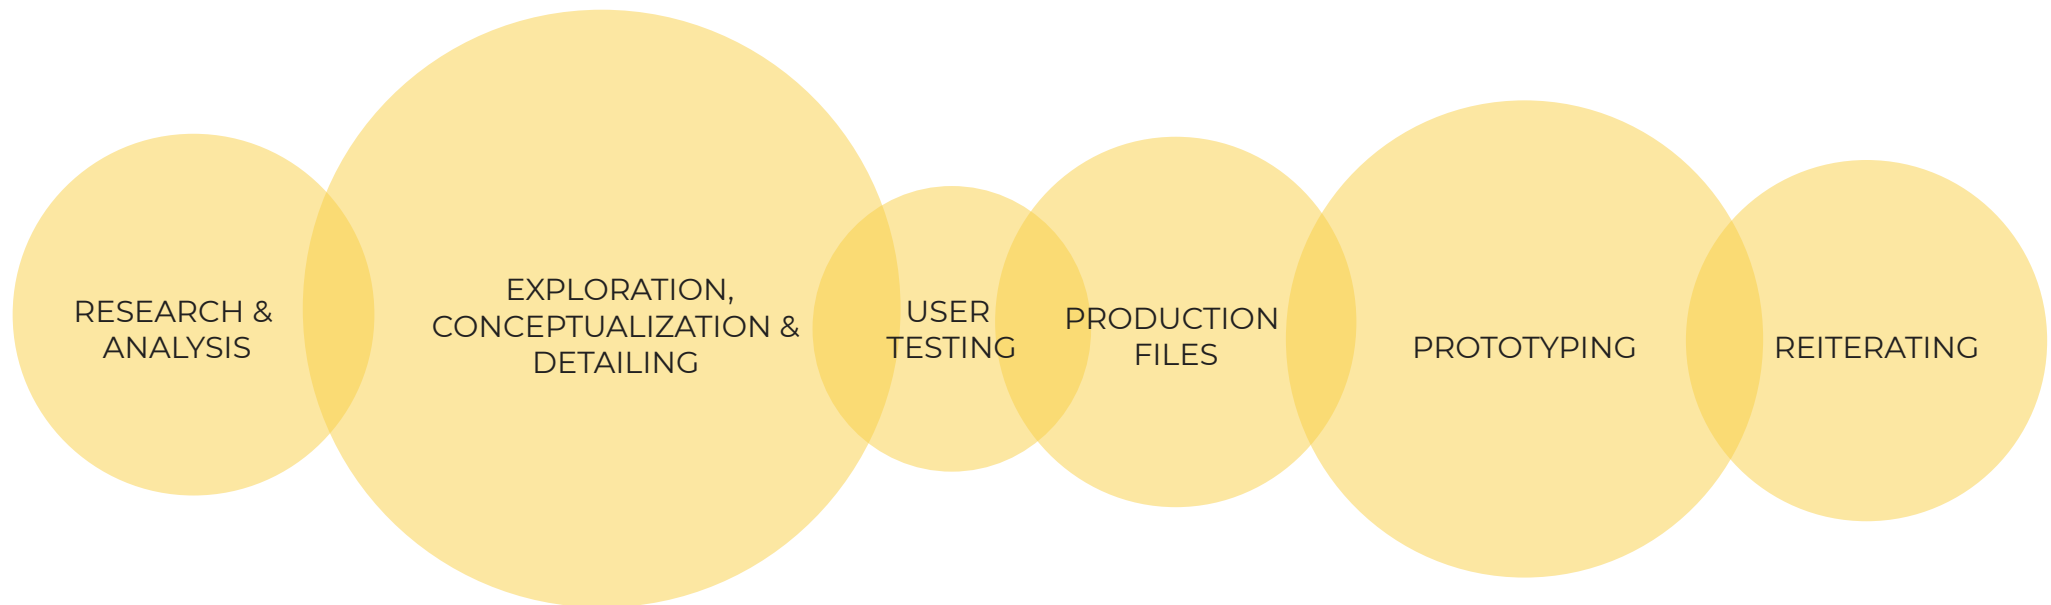 RESEARCH &
ANALYSIS
EXPLORATION,
CONCEPTUALIZATION &
DETAILING
USER
TESTING
PRODUCTION
FILES
PROTOTYPING
REITERATING